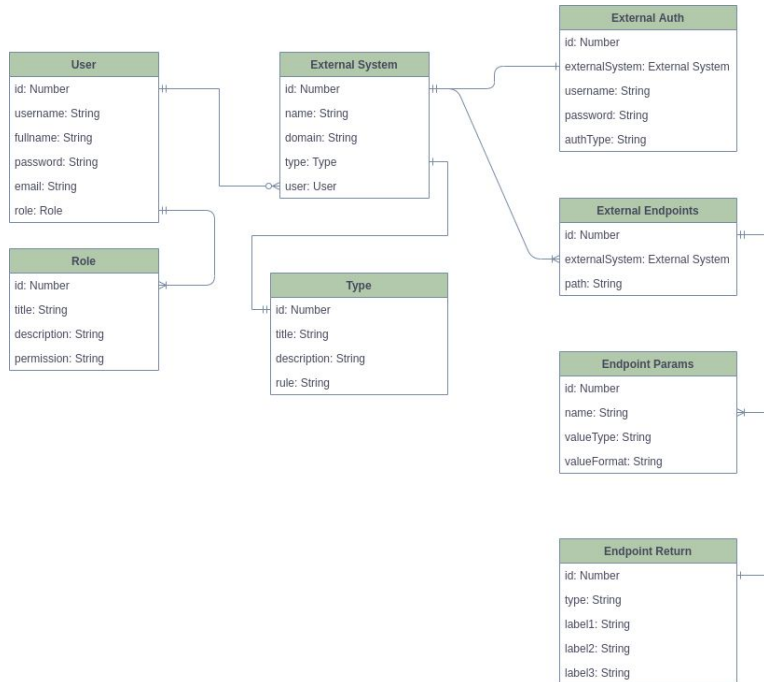 User
id: Number
username: String
fullname: String
password: String
email: String
role: Role
Role
id: Number
title: String
description: String
permission: String
External System
id: Number
name: String
domain: String
type: Type
user: User
Type
id: Number
title: String
description: String
rule: String
External Auth
id: Number
externalSystem: External System
username: String
password: String
authType: String
External Endpoints
id: Number
externalSystem: External System
path: String
Endpoint Params
id: Number
name: String
valueType: String
valueFormat: String
Endpoint Return
id: Number
type: String
label1: String
label2: String
label3: String